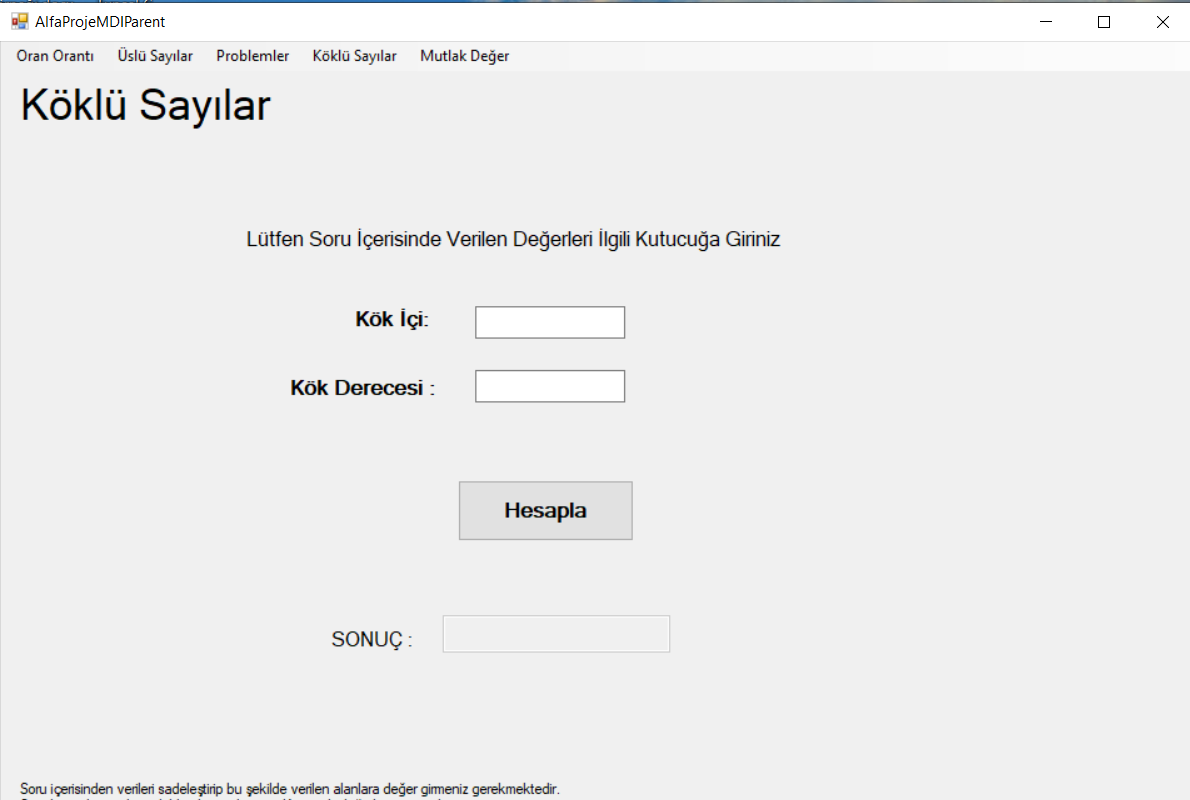 AlfaProjeMDIParent
Oran Orantı Üslü Sayılar Problemler Köklü Sayılar Mutlak Değer
Köklü Sayılar
Lütfen Soru İçerisinde Verilen Değerleri İlgili Kutucuğa Giriniz
Kök İçi:
Kök Derecesi :
Hesapla
SONUÇ :
Soru içerisinden verileri sadeleştirip bu şekilde verilen alanlara değer girmeniz gerekmektedir.